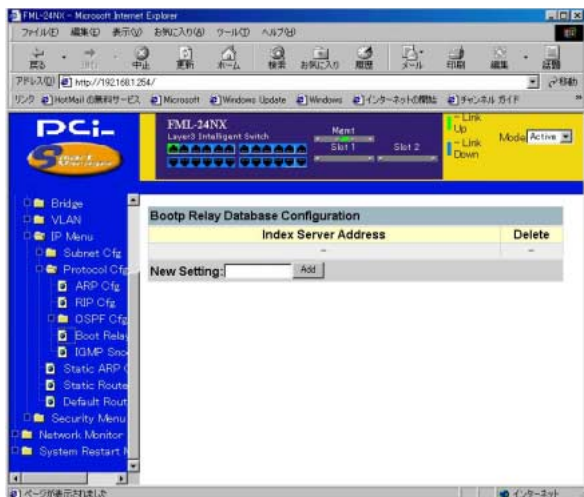 FML-24NX - Microsoft Internet Explorer
ファイル(F) 編集(E) 表示(V) お気に入り(A) ツール(T) ヘルプ(H)
戻る 中止 更新 ホーム 検索 お気に入り 履歴 メール 印刷 編集 話題
アドレス(D) http://192.168.1.254/ 移動
リンク HotMail の無料サービス Microsoft Windows Update Windows インターネットの開始 チャンネル ガイド
PCi-
Smart Manager
FML-24NX
Layer3 Intelligent Switch
Mgmt
Slot 1 Slot 2
- Link Up
- Link Down
Mode Active
Bridge
VLAN
IP Menu
Subnet Cfg
Protocol Cfg
ARP Cfg
RIP Cfg
OSPF Cfg
Boot Relay
IGMP Sno
Static ARP
Static Route
Default Rout
Security Menu
Network Monitor
System Restart
Bootp Relay Database Configuration
Index Server Address Delete
-- --
New Setting: Add
ページが表示されました インターネット